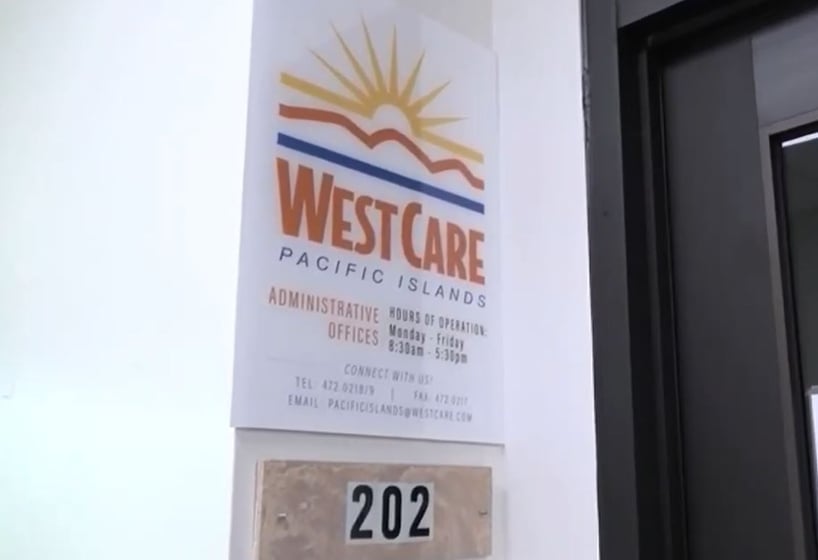 WESTCARE
PACIFIC ISLANDS
ADMINISTRATIVE
OFFICES
HOURS OF OPERATION:
Monday - Friday
8:30am - 5:30pm
CONNECT WITH US!
TEL: 472.0218/9 | FAX: 472.0217
EMAIL: PACIFICISLANDS@WESTCARE.COM
202